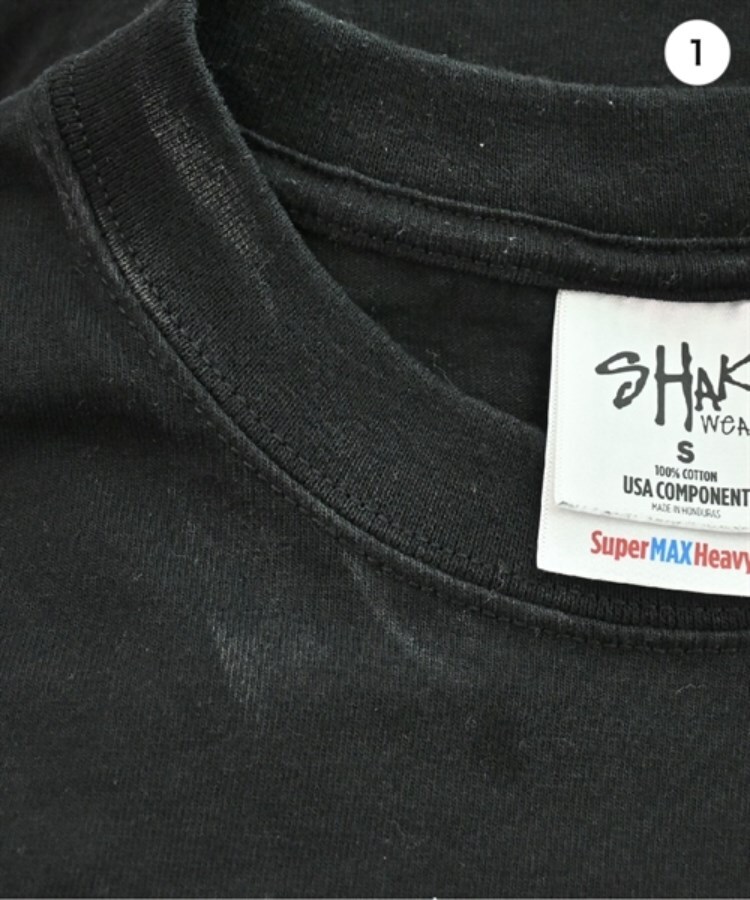 1
SHAK
WEA
S
100% COTTON
USA COMPONENT
MADE IN HONDURAS
SuperMAXHeavy